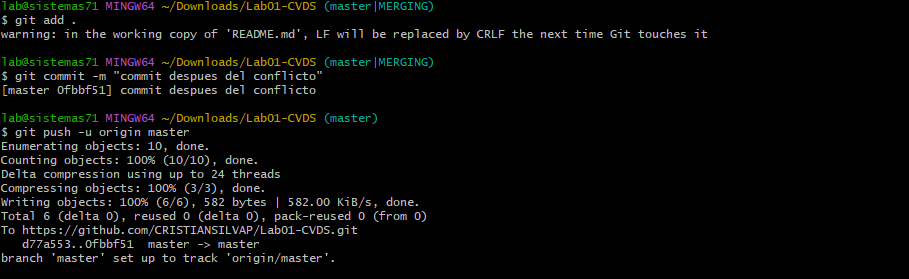 lab@sistemas71 MINGW64 ~/Downloads/Lab01-CVDS (master|MERGING)
$ git add .
warning: in the working copy of 'README.md', LF will be replaced by CRLF the next time Git touches it
lab@sistemas71 MINGW64 ~/Downloads/Lab01-CVDS (master|MERGING)
$ git commit -m "commit despues del conflicto"
[master 0fbbf51] commit despues del conflicto
lab@sistemas71 MINGW64 ~/Downloads/Lab01-CVDS (master)
$ git push -u origin master
Enumerating objects: 10, done.
Counting objects: 100% (10/10), done.
Delta compression using up to 24 threads
Compressing objects: 100% (3/3), done.
Writing objects: 100% (6/6), 582 bytes | 582.00 KiB/s, done.
Total 6 (delta 0), reused 0 (delta 0), pack-reused 0 (from 0)
To https://github.com/CRISTIANSILVAP/Lab01-CVDS.git
   d77a553..0fbbf51  master -> master
branch 'master' set up to track 'origin/master'.